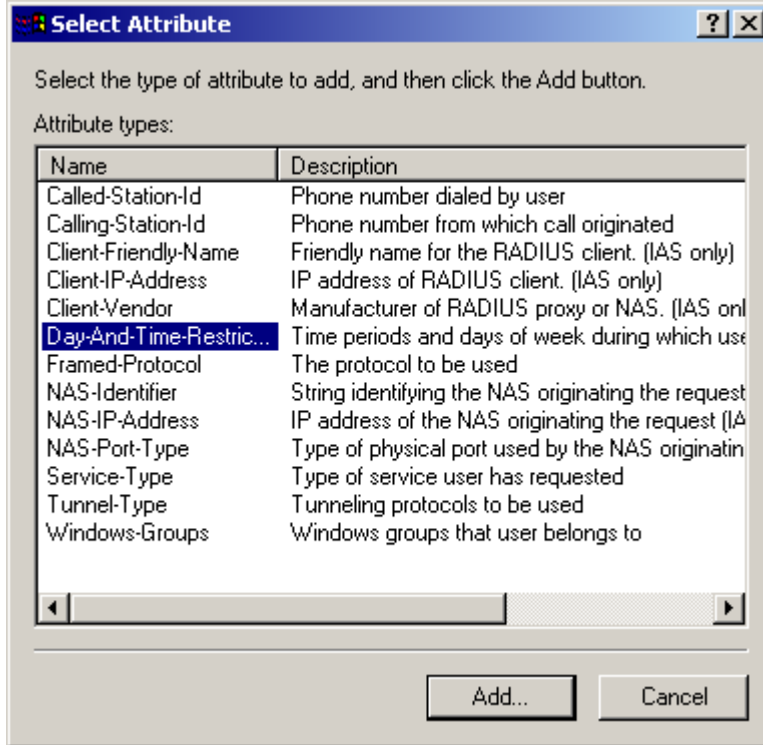 Select Attribute
Select the type of attribute to add, and then click the Add button.
Attribute types:
Name Description
Called-Station-Id Phone number dialed by user
Calling-Station-Id Phone number from which call originated
Client-Friendly-Name Friendly name for the RADIUS client. (IAS only)
Client-IP-Address IP address of RADIUS client. (IAS only)
Client-Vendor Manufacturer of RADIUS proxy or NAS. (IAS onl
Day-And-Time-Restric... Time periods and days of week during which use
Framed-Protocol The protocol to be used
NAS-Identifier String identifying the NAS originating the request
NAS-IP-Address IP address of the NAS originating the request (IA
NAS-Port-Type Type of physical port used by the NAS originatin
Service-Type Type of service user has requested
Tunnel-Type Tunneling protocols to be used
Windows-Groups Windows groups that user belongs to
Add... Cancel